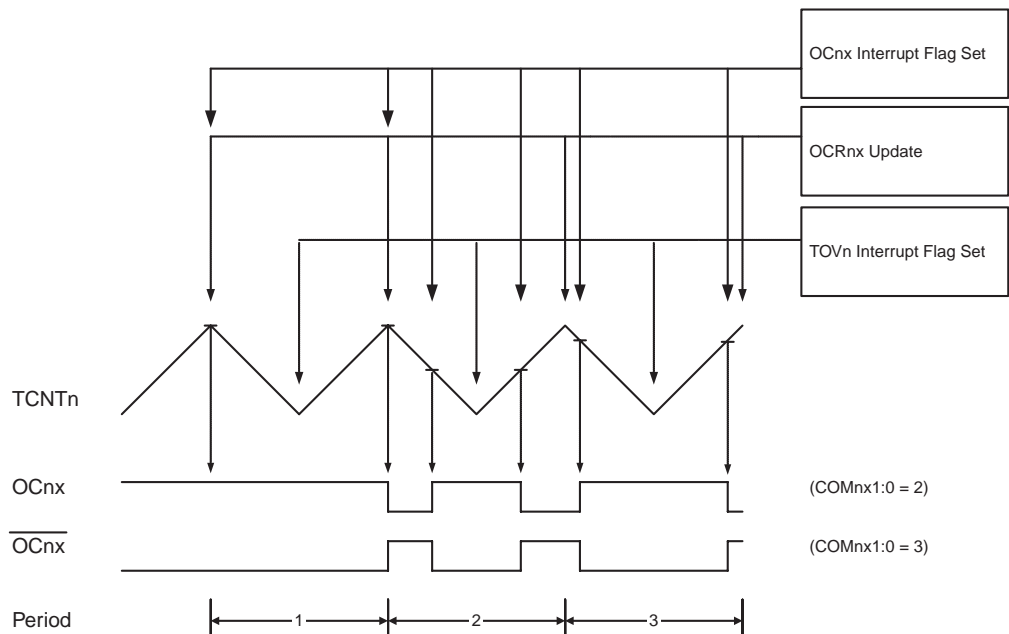 OCnx Interrupt Flag Set
OCRnx Update
TOVn Interrupt Flag Set
TCNTn
OCnx
(COMnx1:0 = 2)
OCnx
(COMnx1:0 = 3)
Period
1
2
3